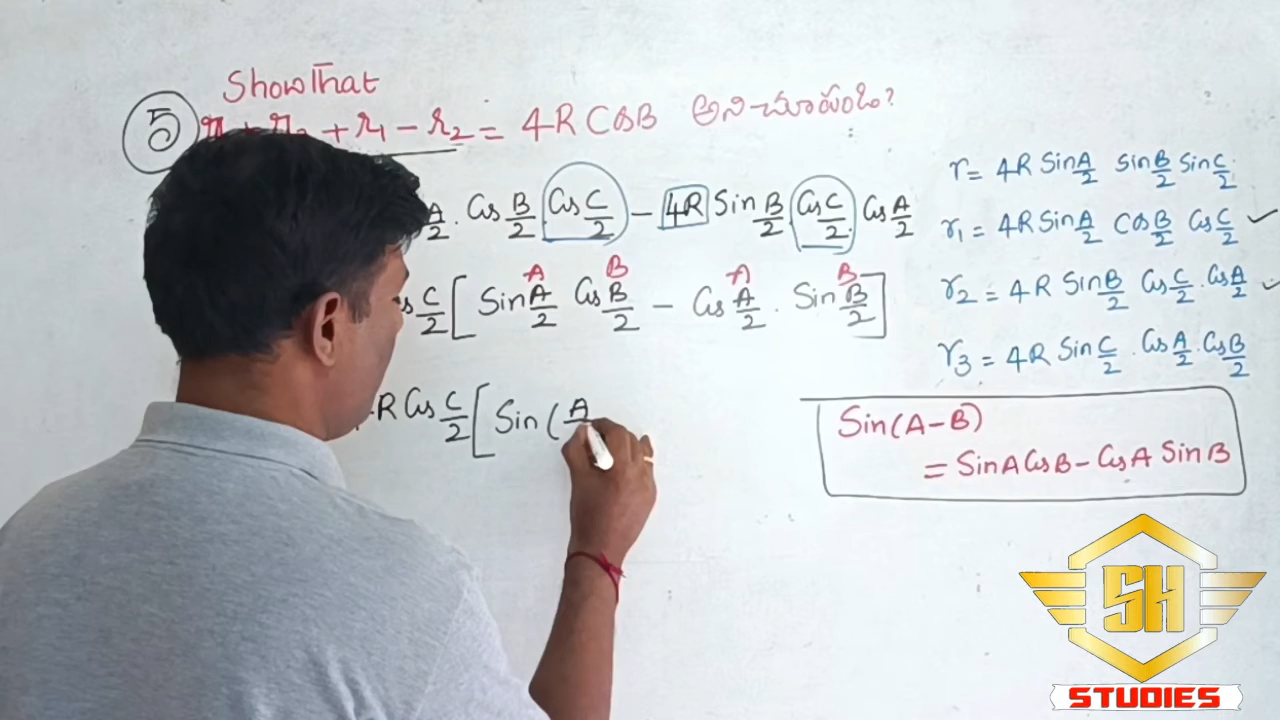 Show That
5 r + r3 + r1 - r2 = 4R CosB అని చూపండి?
A/2 . Cos B/2 Cos C/2 - 4R Sin B/2 Cos C/2 Cos A/2
A B A B
Cos C/2 [ Sin A/2 Cos B/2 - Cos A/2 . Sin B/2 ]
R Cos C/2 [ Sin ( A
r = 4R Sin A/2 Sin B/2 Sin C/2
r1 = 4R Sin A/2 Cos B/2 Cos C/2 ✓
r2 = 4R Sin B/2 Cos C/2 . Cos A/2 ✓
r3 = 4R Sin C/2 . Cos A/2 . Cos B/2
Sin(A-B)
= SinA CosB - CosA SinB
SH
STUDIES